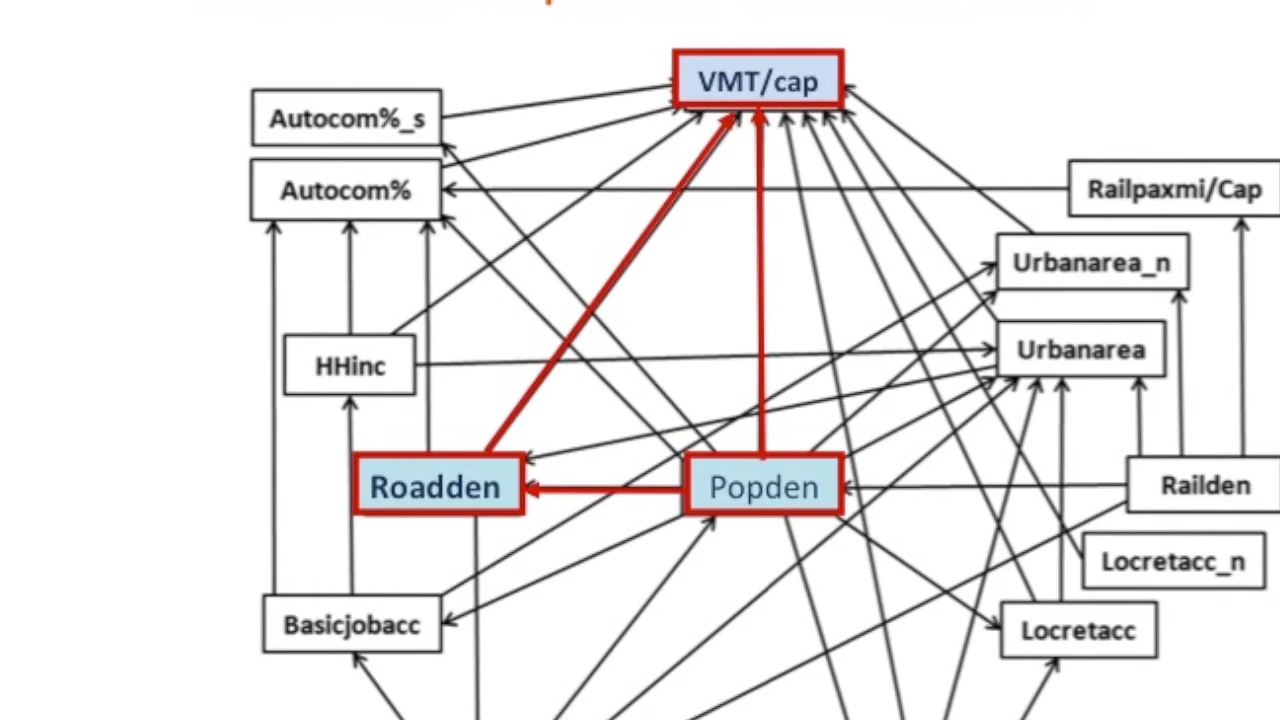 VMT/cap
Autocom%_s
Autocom%
Railpaxmi/Cap
Urbanarea_n
Urbanarea
HHinc
Roadden
Popden
Railden
Locretacc_n
Basicjobacc
Locretacc